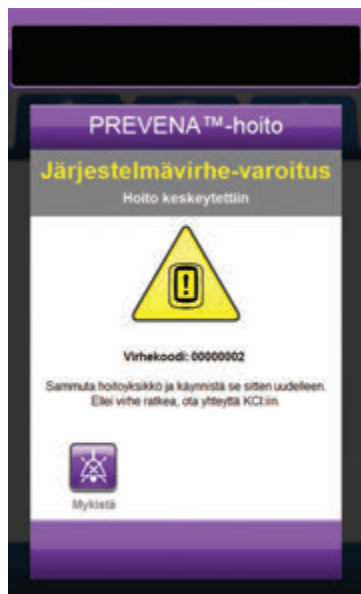 PREVENA™-hoito
Järjestelmävirhe-varoitus
Hoito keskeytettiin
Virhekoodi: 00000002
Sammuta hoitoyksikkö ja käynnistä se sitten uudelleen.
Ellei virhe ratkea, ota yhteyttä KCI:iin.
Mykistä